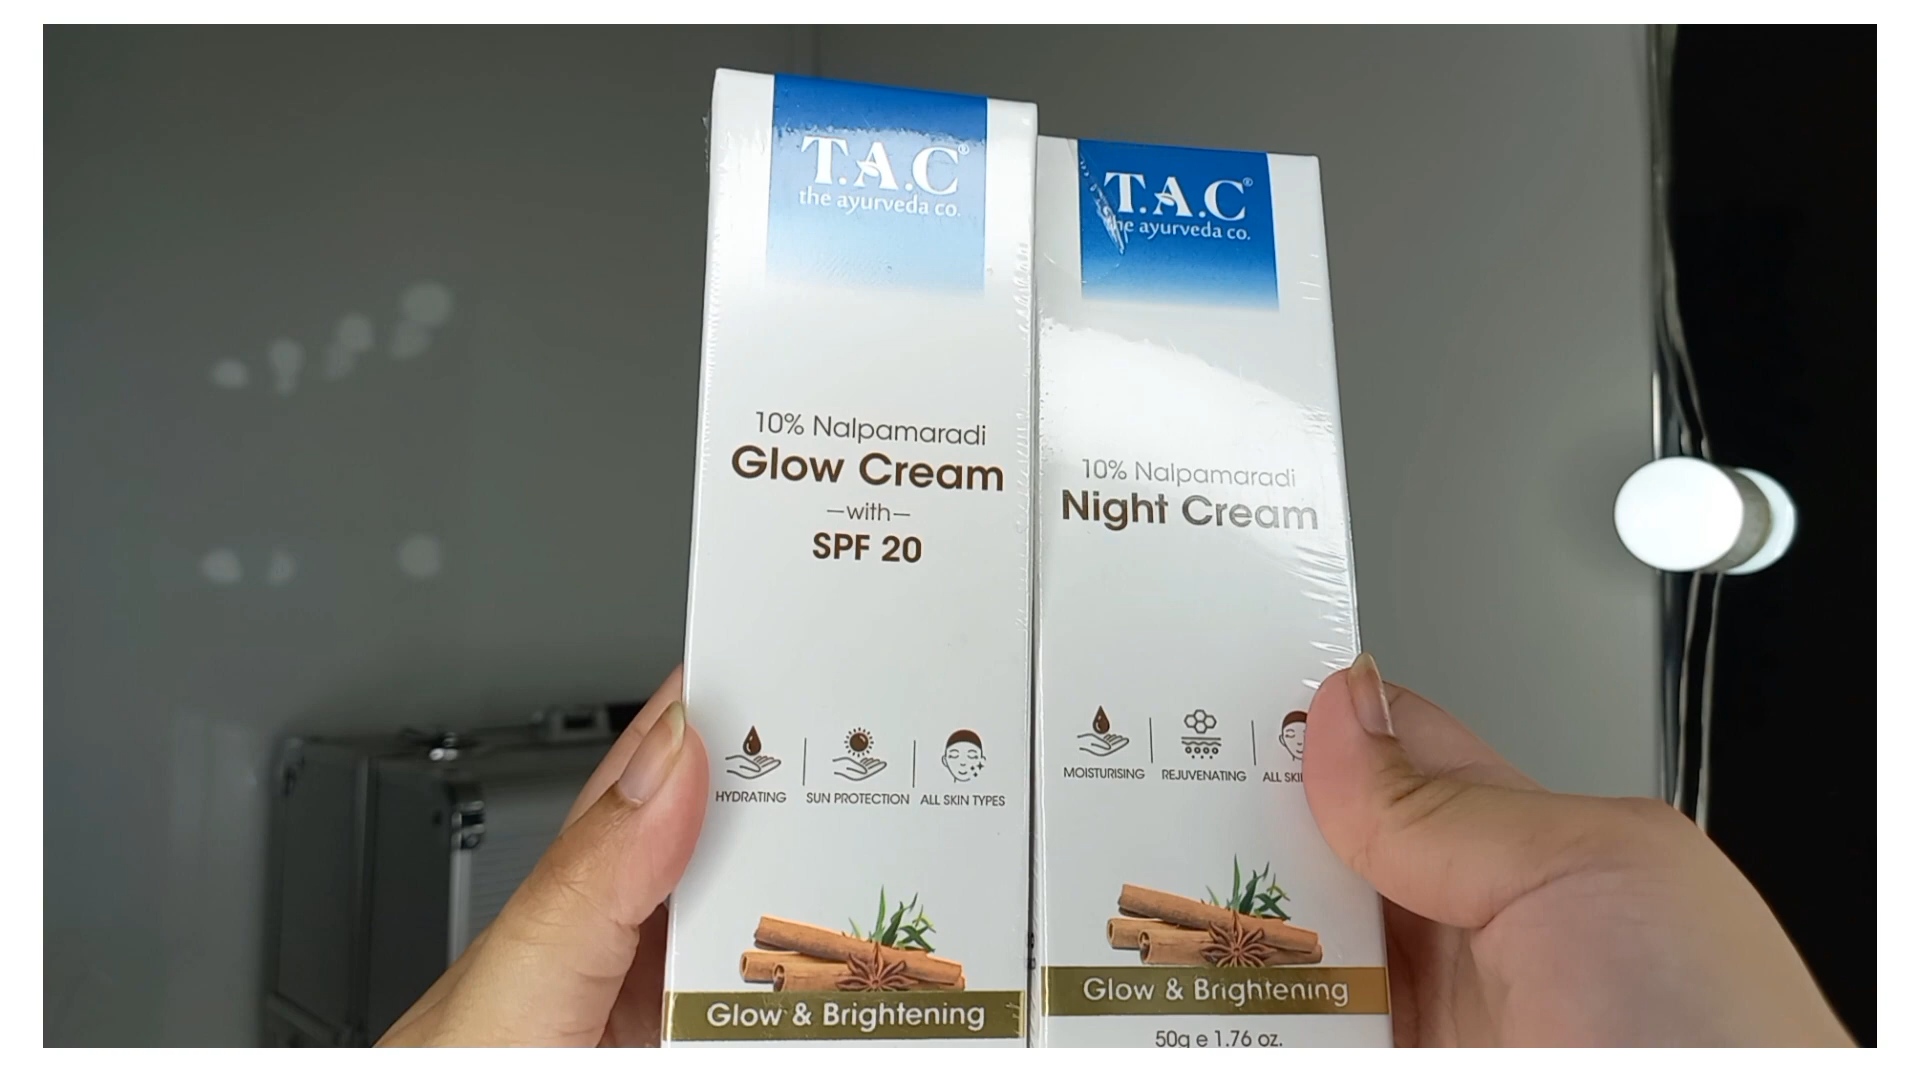 T.A.C®
the ayurveda co.
10% Nalpamaradi
Glow Cream
—with—
SPF 20
HYDRATING
SUN PROTECTION
ALL SKIN TYPES
Glow & Brightening
T.A.C®
the ayurveda co.
10% Nalpamaradi
Night Cream
MOISTURISING
REJUVENATING
ALL
Glow & Brightening
50g e 1.76 oz.